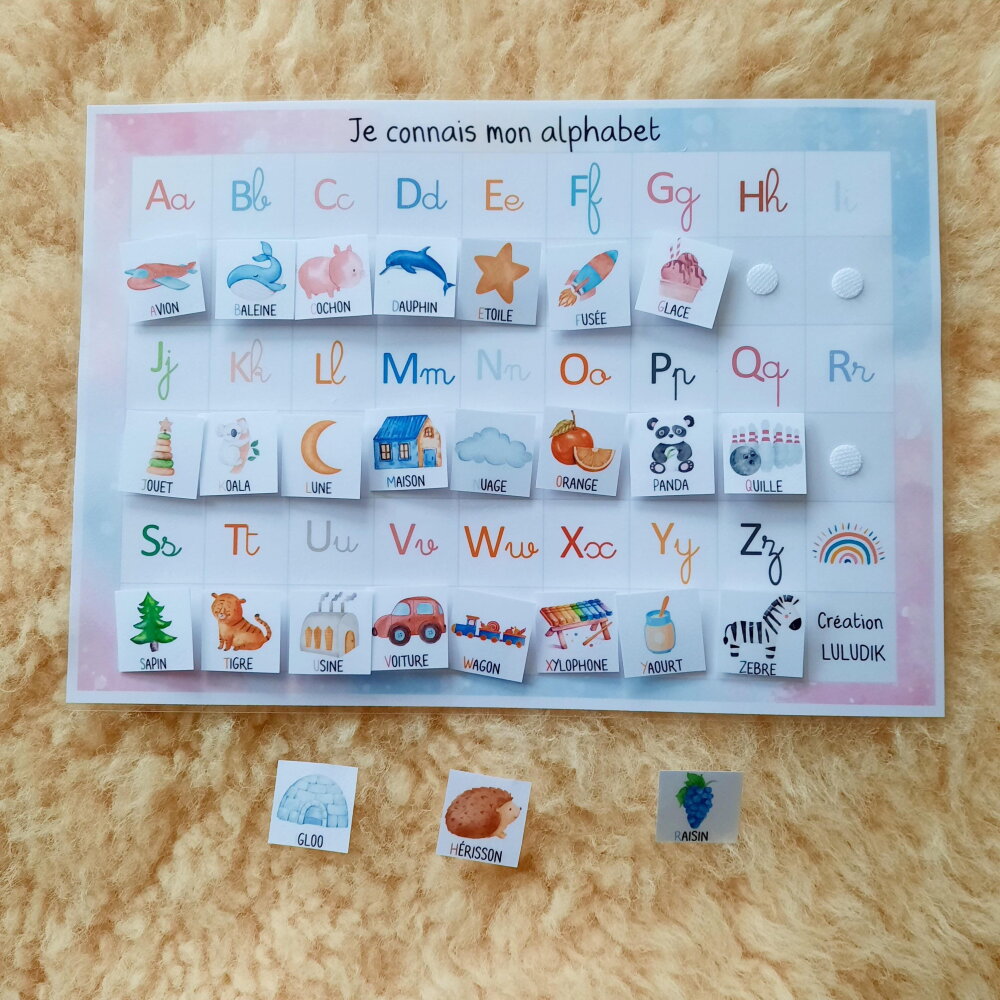 Je connais mon alphabet
Aa Bb Cc Dd Ee Ff Gg Hh Ii
AVION BALEINE COCHON DAUPHIN ETOILE FUSÉE GLACE
Jj Kk Ll Mm Nn Oo Pp Qq Rr
JOUET KOALA LUNE MAISON NUAGE ORANGE PANDA QUILLE
Ss Tt Uu Vv Ww Xx Yy Zz
SAPIN TIGRE USINE VOITURE WAGON XYLOPHONE YAOURT ZEBRE
Création
LULUDIK
GLOO HÉRISSON RAISIN